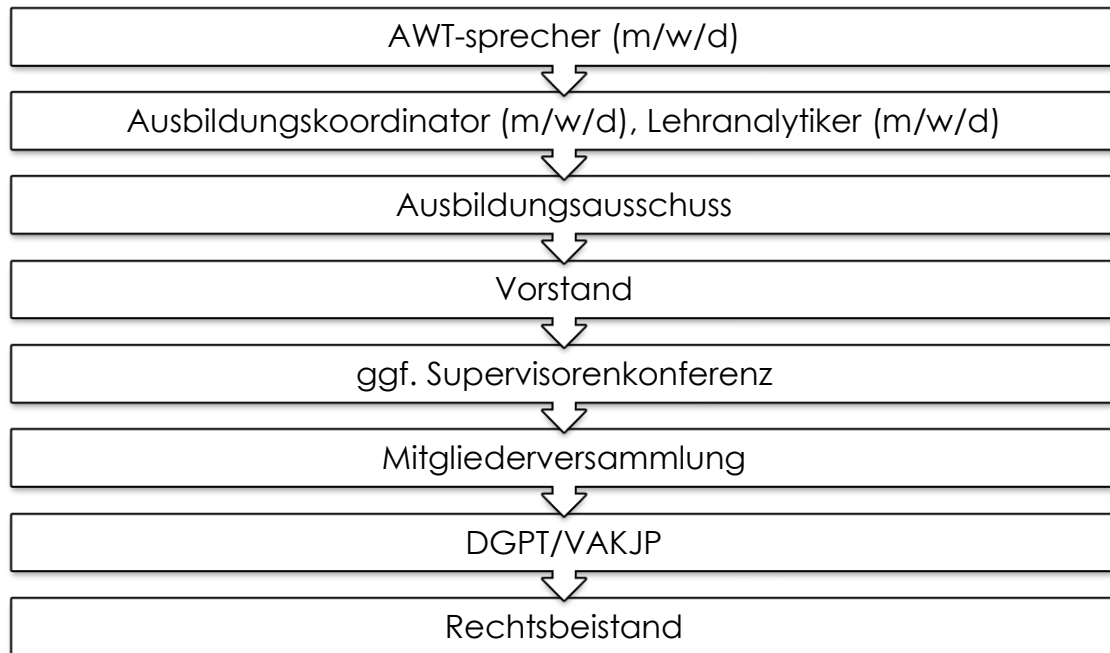 AWT-sprecher (m/w/d)
Ausbildungskoordinator (m/w/d), Lehranalytiker (m/w/d)
Ausbildungsausschuss
Vorstand
ggf. Supervisorenkonferenz
Mitgliederversammlung
DGPT/VAKJP
Rechtsbeistand